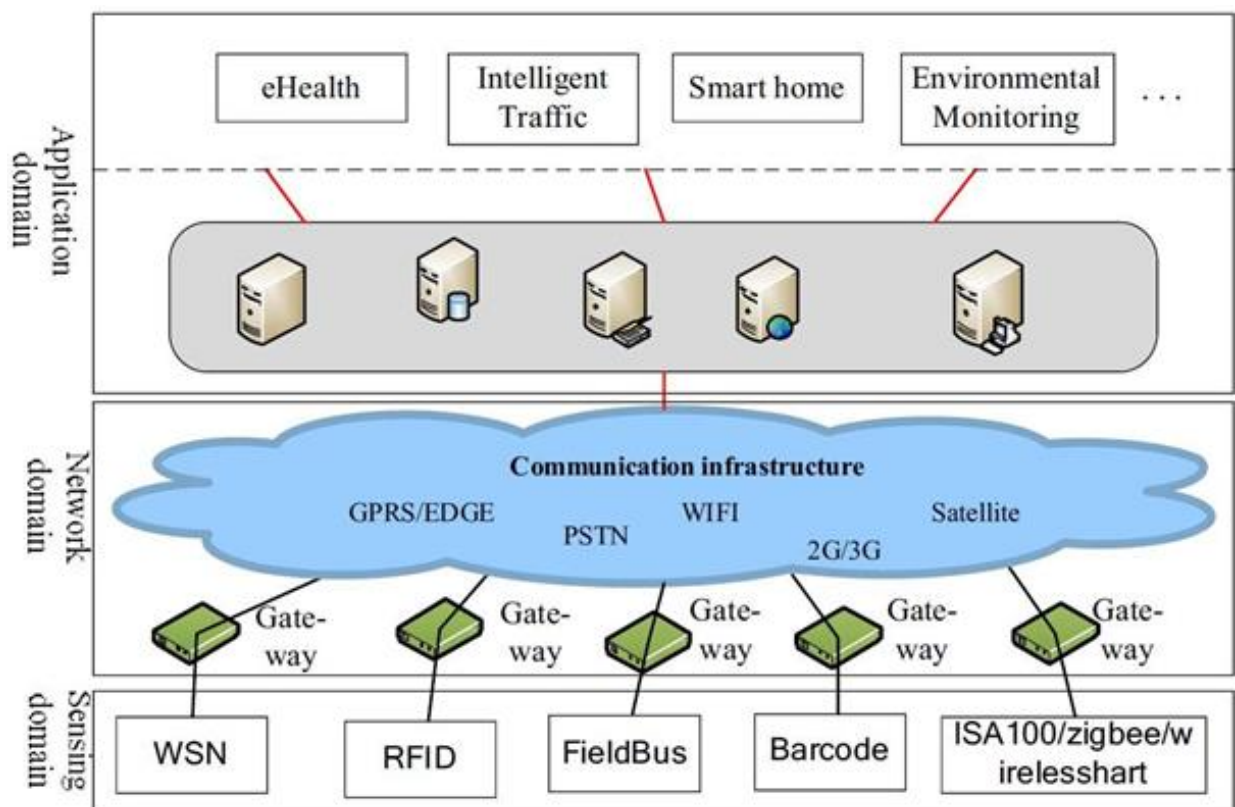 eHealth
Intelligent
Traffic
Smart home
Environmental
Monitoring
. . .
Application
domain
Network
domain
Communication infrastructure
GPRS/EDGE
PSTN
WIFI
2G/3G
Satellite
Gate-
way
Gate-
way
Gate-
way
Gate-
way
Gate-
way
Sensing
domain
WSN
RFID
FieldBus
Barcode
ISA100/zigbee/w
irelesshart